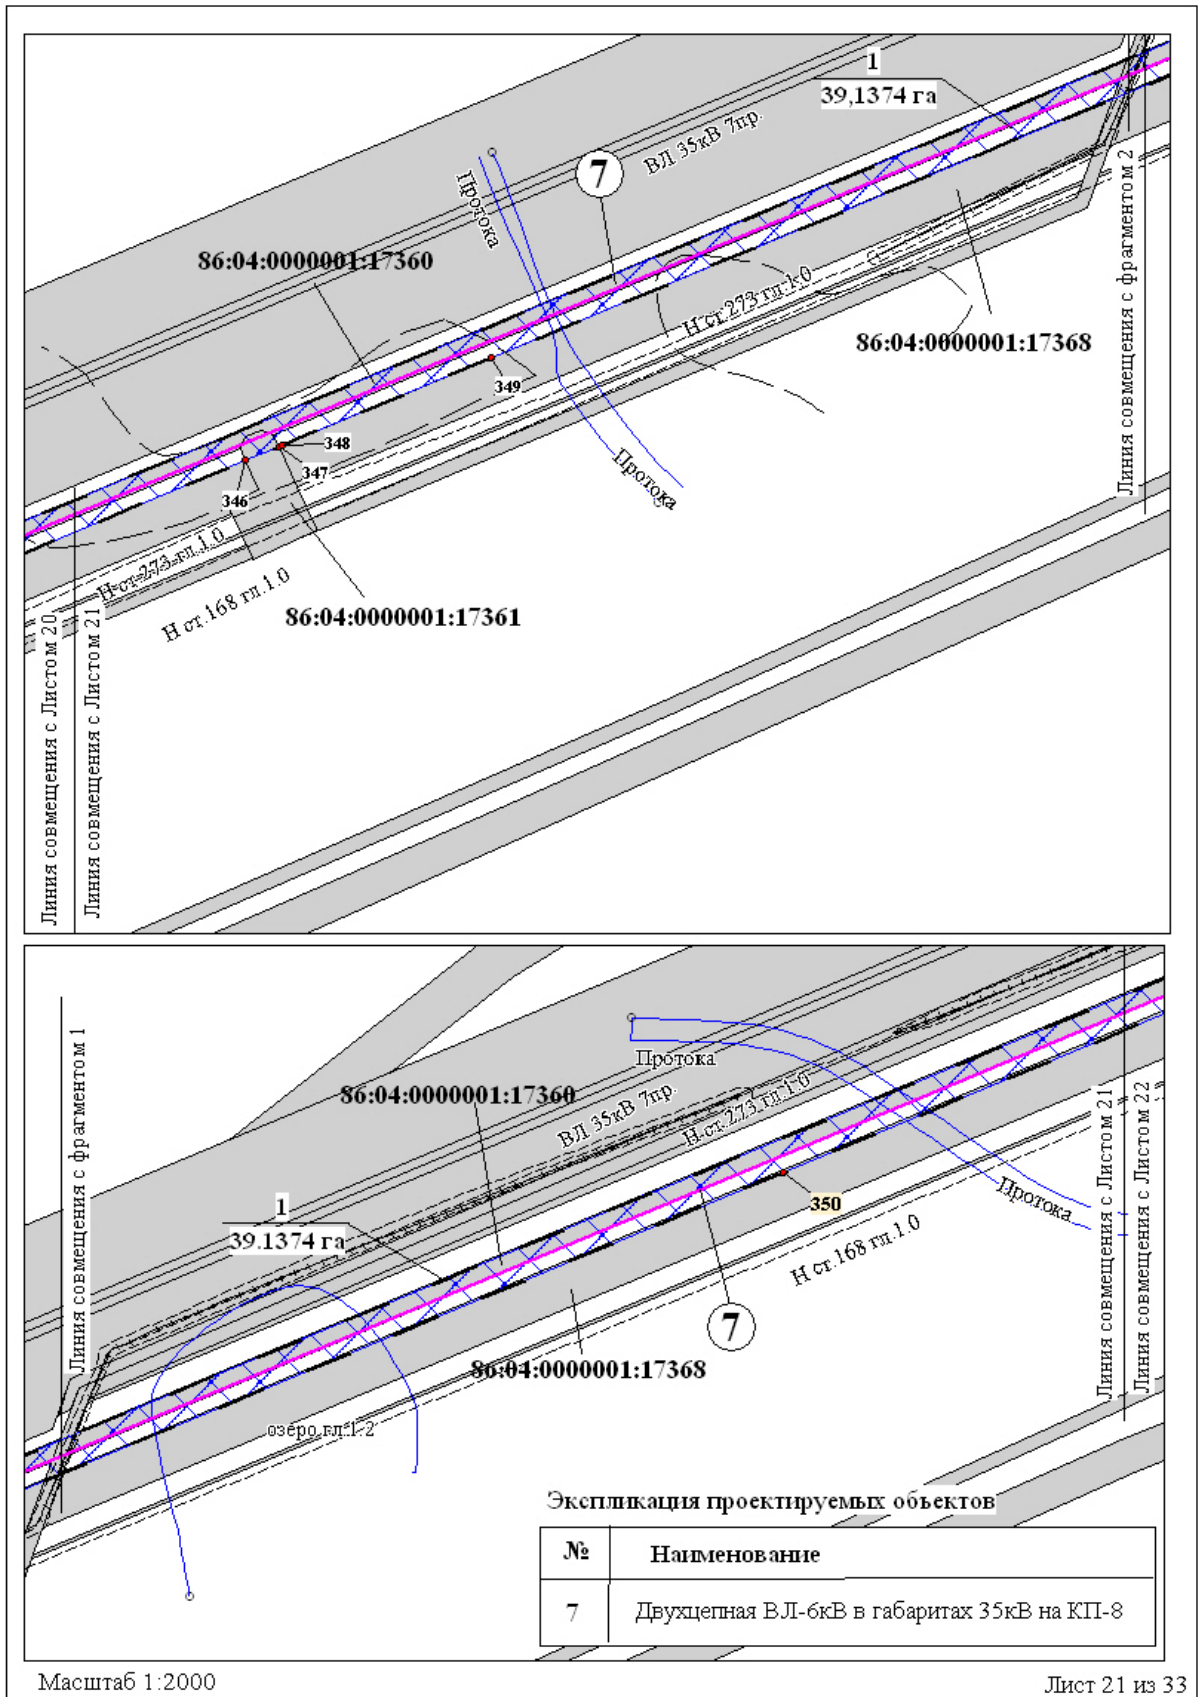 1
39,1374 га
ВЛ 35кВ 7пр.
7
Протока
86:04:0000001:17360
Линия совмещения с фрагментом 2
Н ст.273 гл.1.0
86:04:0000001:17368
349
348
347
346
Протока
Н ст.273 гл.1.0
Н ст.168 гл.1.0
86:04:0000001:17361
Линия совмещения с Листом 20
Линия совмещения с Листом 21
Линия совмещения с фрагментом 1
Протока
86:04:0000001:17360
ВЛ 35кВ 7пр.
Н ст.273 гл.1.0
1
39.1374 га
350
Протока
Н ст.168 гл.1.0
7
86:04:0000001:17368
озеро гл.1.2
Линия совмещения с Листом 21
Линия совмещения с Листом 22
Экспликация проектируемых объектов
№ Наименование
7 Двухцепная ВЛ-6кВ в габаритах 35кВ на КП-8
Масштаб 1:2000
Лист 21 из 33